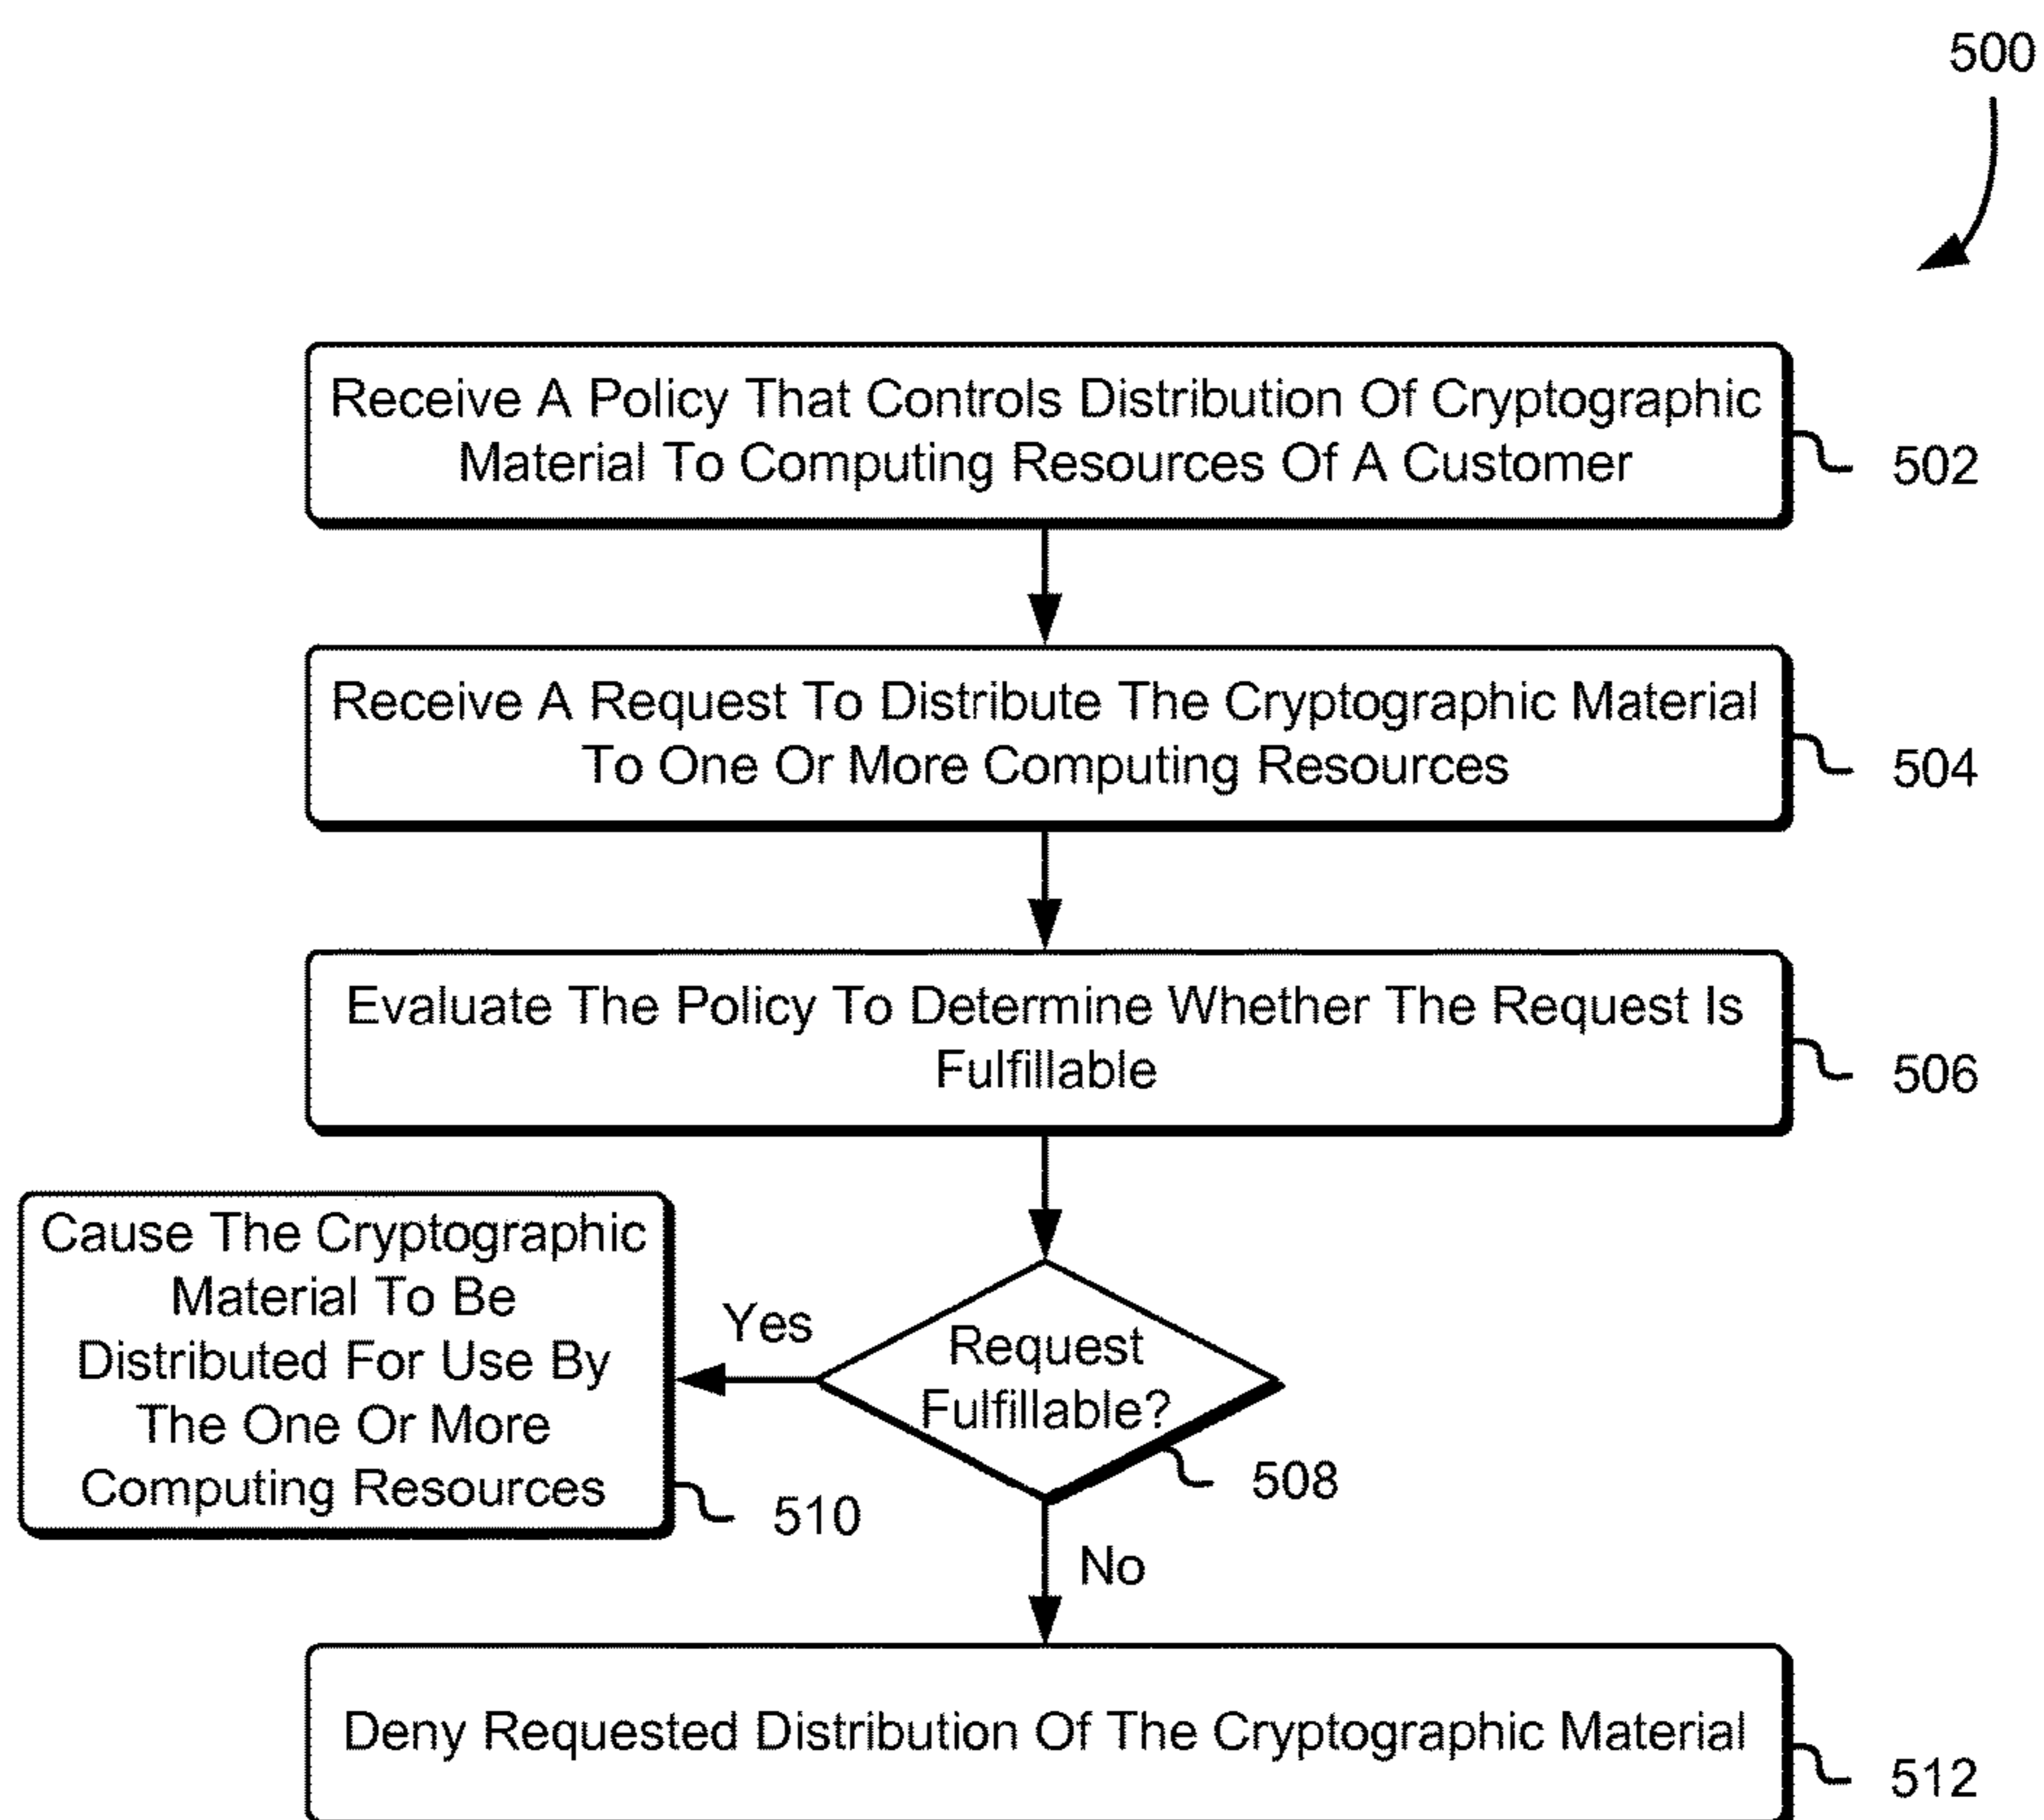 500
Receive A Policy That Controls Distribution Of Cryptographic
Material To Computing Resources Of A Customer
502
Receive A Request To Distribute The Cryptographic Material
To One Or More Computing Resources
504
Evaluate The Policy To Determine Whether The Request Is
Fulfillable
506
Request
Fulfillable?
508
Yes
Cause The Cryptographic
Material To Be
Distributed For Use By
The One Or More
Computing Resources
510
No
Deny Requested Distribution Of The Cryptographic Material
512